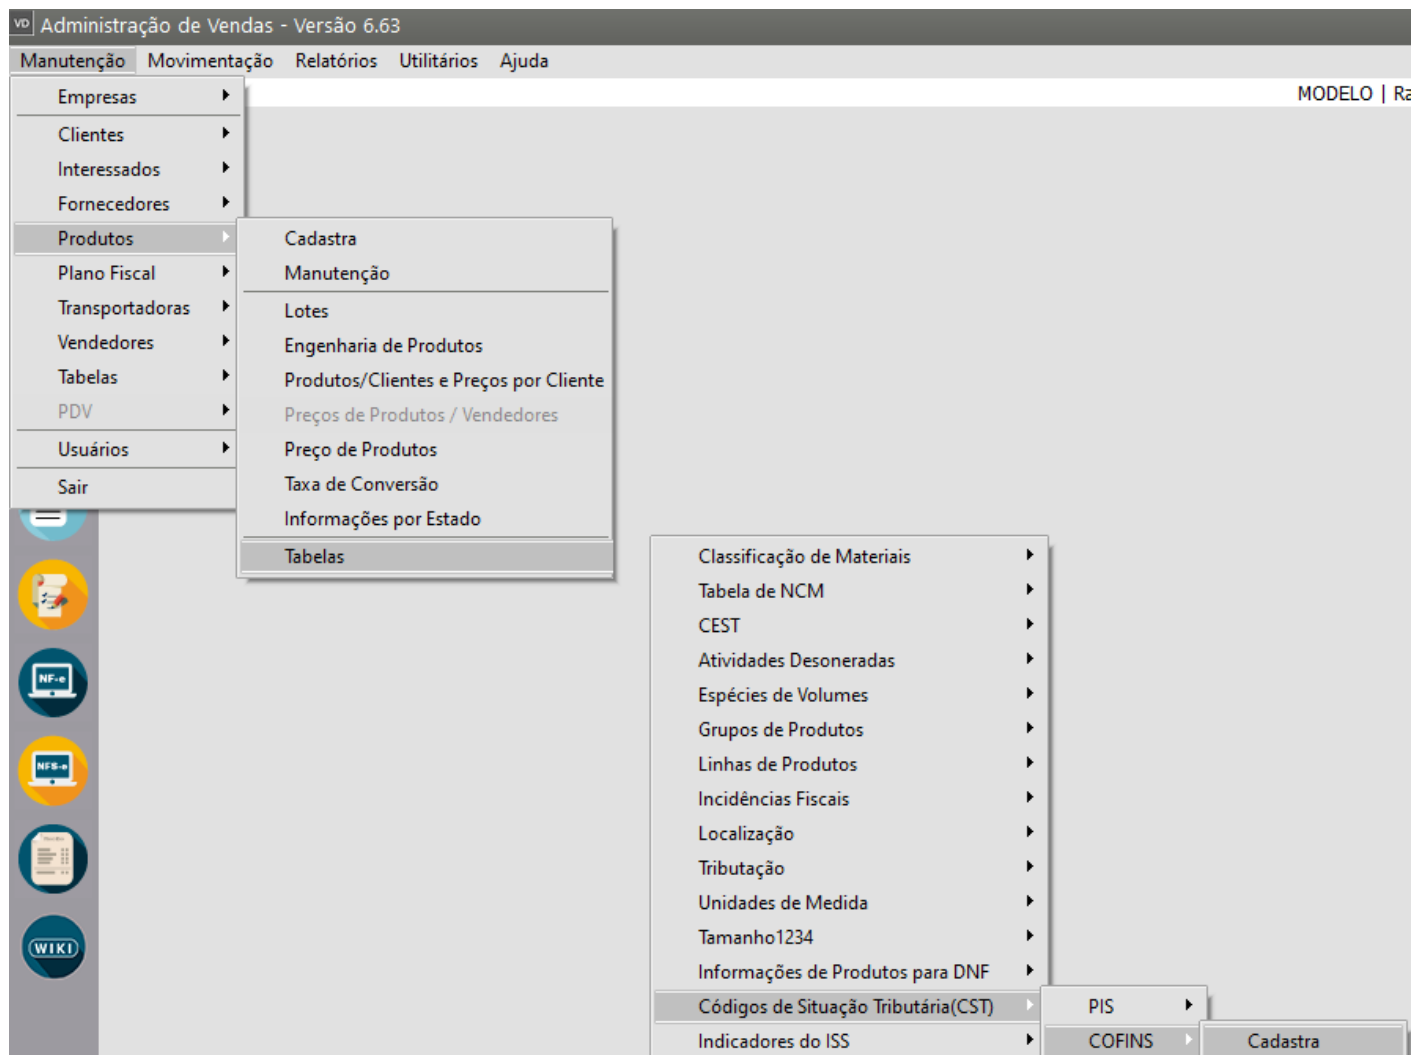 VD Administração de Vendas - Versão 6.63
Manutenção Movimentação Relatórios Utilitários Ajuda
MODELO | Ra
Empresas
Clientes
Interessados
Fornecedores
Produtos
Plano Fiscal
Transportadoras
Vendedores
Tabelas
PDV
Usuários
Sair
Cadastra
Manutenção
Lotes
Engenharia de Produtos
Produtos/Clientes e Preços por Cliente
Preços de Produtos / Vendedores
Preço de Produtos
Taxa de Conversão
Informações por Estado
Tabelas
Classificação de Materiais
Tabela de NCM
CEST
Atividades Desoneradas
Espécies de Volumes
Grupos de Produtos
Linhas de Produtos
Incidências Fiscais
Localização
Tributação
Unidades de Medida
Tamanho1234
Informações de Produtos para DNF
Códigos de Situação Tributária(CST)
Indicadores do ISS
PIS
COFINS
Cadastra
NF-e
NFS-e
WIKI